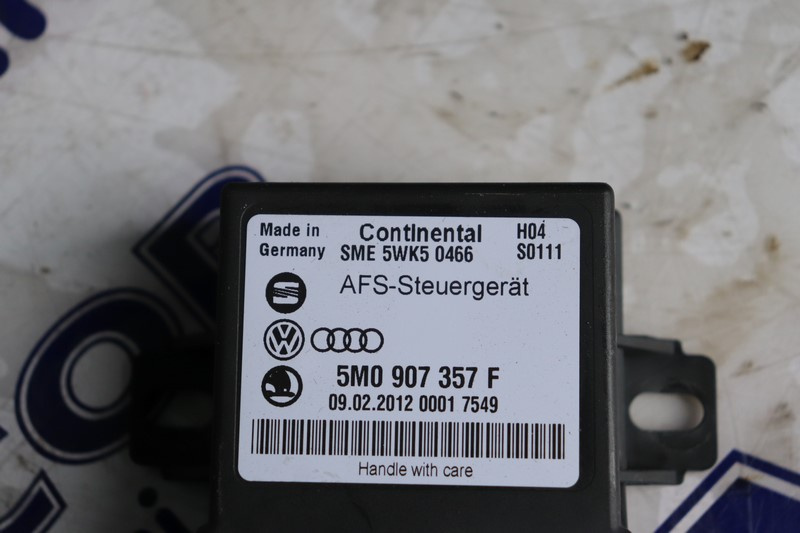 Made in Continental H04
Germany SME 5WK5 0466 S0111
AFS-Steuergerät
5M0 907 357 F
09.02.2012 0001 7549
Handle with care